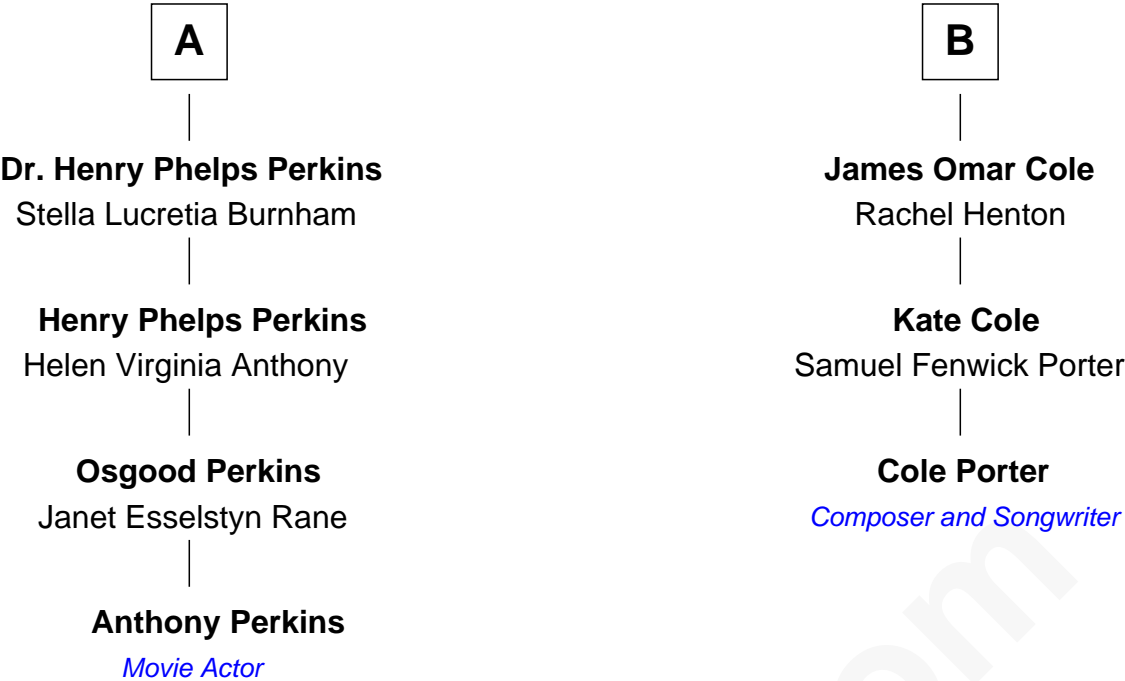 A
Dr. Henry Phelps Perkins
Stella Lucretia Burnham
Henry Phelps Perkins
Helen Virginia Anthony
Osgood Perkins
Janet Esselstyn Rane
Anthony Perkins
Movie Actor
B
James Omar Cole
Rachel Henton
Kate Cole
Samuel Fenwick Porter
Cole Porter
Composer and Songwriter
om